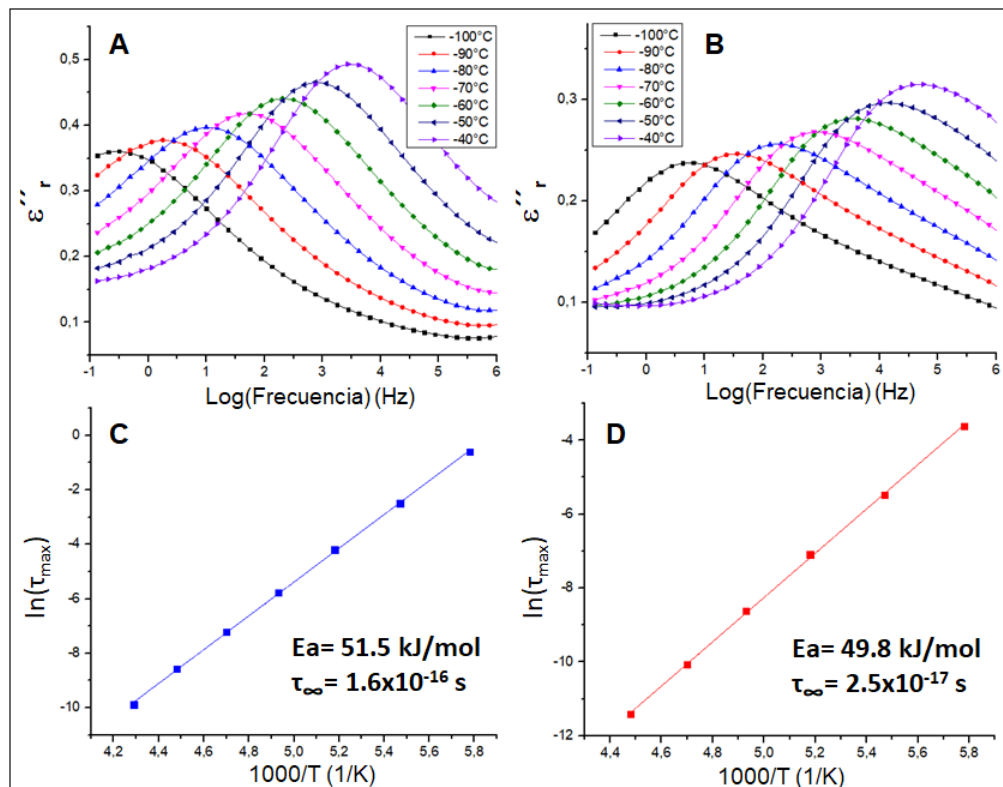 A
-100°C
-90°C
-80°C
-70°C
-60°C
-50°C
-40°C
0,5
0,4
0,3
0,2
0,1
ε´´r
-1 0 1 2 3 4 5 6
Log(Frecuencia) (Hz)
B
-100°C
-90°C
-80°C
-70°C
-60°C
-50°C
-40°C
0,3
0,2
0,1
ε´´r
-1 0 1 2 3 4 5 6
Log(Frecuencia) (Hz)
C
0
-2
-4
-6
-8
-10
ln(τmax)
Ea= 51.5 kJ/mol
τ∞= 1.6x10⁻¹⁶ s
4,2 4,4 4,6 4,8 5,0 5,2 5,4 5,6 5,8
1000/T (1/K)
D
-4
-6
-8
-10
-12
ln(τmax)
Ea= 49.8 kJ/mol
τ∞= 2.5x10⁻¹⁷ s
4,4 4,6 4,8 5,0 5,2 5,4 5,6 5,8
1000/T (1/K)